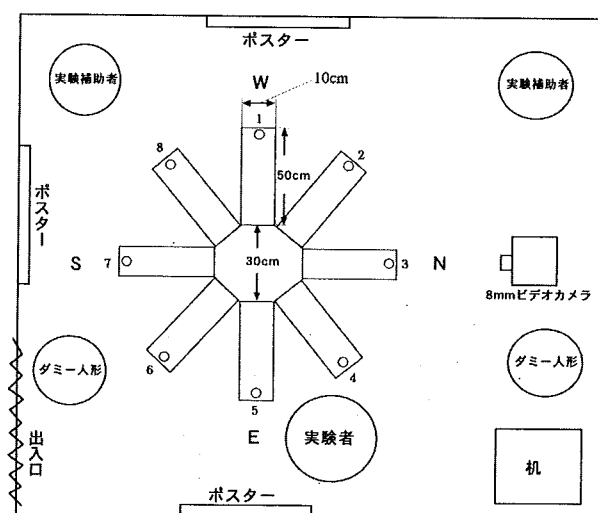 ポスター
実験補助者
実験補助者
W
10cm
1
8
2
50cm
ポスター
S
7
30cm
3
N
8mmビデオカメラ
ダミー人形
6
4
ダミー人形
5
出入口
E
実験者
机
ポスター